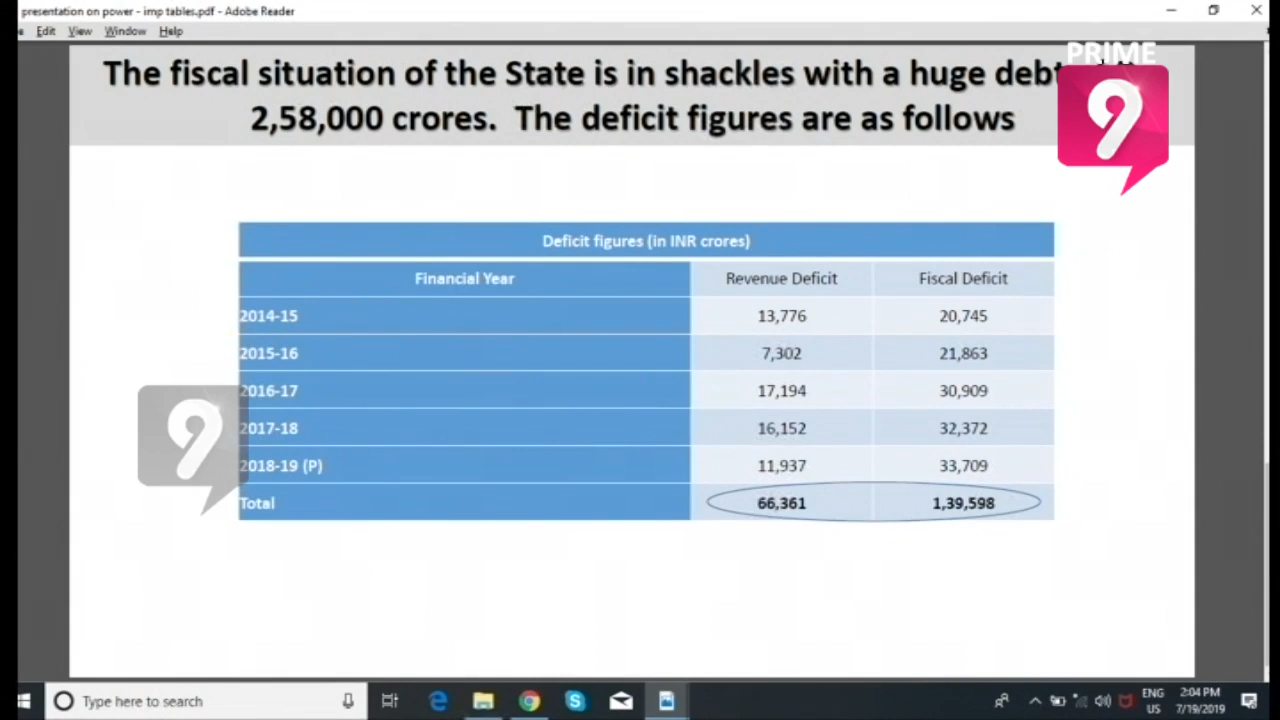 presentation on power - imp tables.pdf - Adobe Reader
Edit View Window Help
PRIME
9
The fiscal situation of the State is in shackles with a huge debt
2,58,000 crores. The deficit figures are as follows
Deficit figures (in INR crores)
Financial Year Revenue Deficit Fiscal Deficit
2014-15 13,776 20,745
2015-16 7,302 21,863
2016-17 17,194 30,909
2017-18 16,152 32,372
2018-19 (P) 11,937 33,709
Total 66,361 1,39,598
9
Type here to search
ENG
US
2:04 PM
7/19/2019